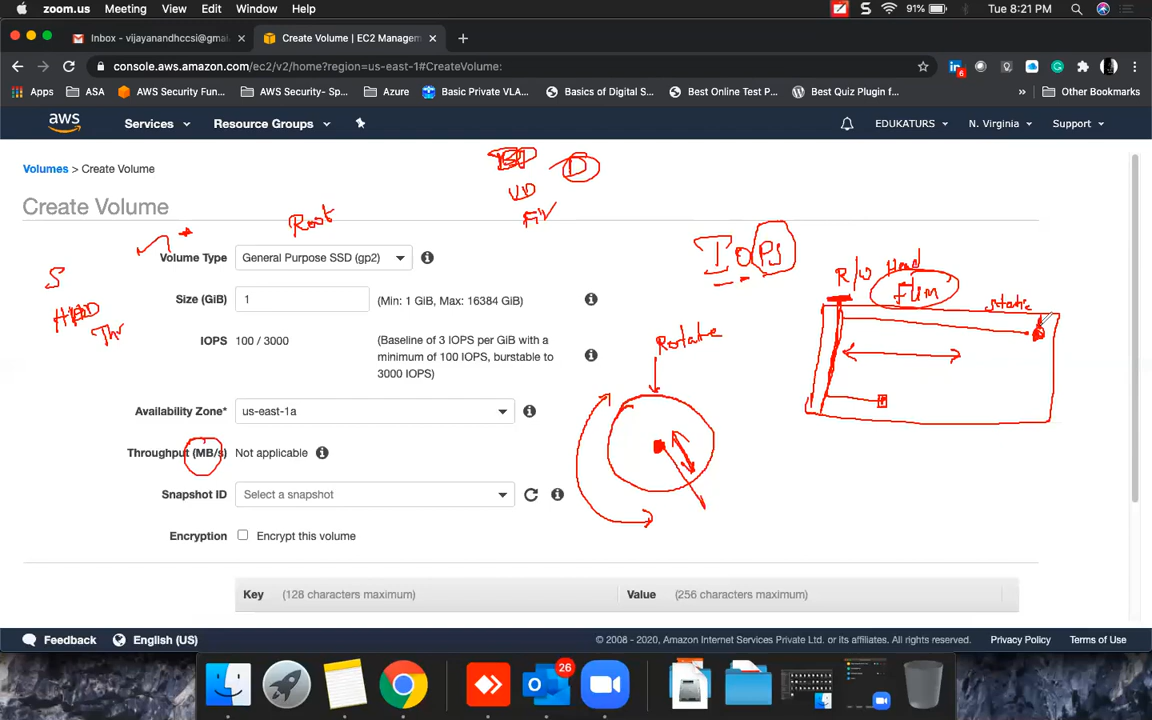 zoom.us Meeting View Edit Window Help 91% Tue 8:21 PM
Inbox - vijayanandhccsi@gmai
Create Volume | EC2 Managem
console.aws.amazon.com/ec2/v2/home?region=us-east-1#CreateVolume:
6
Apps ASA AWS Security Fun... AWS Security- Sp... Azure Basic Private VLA... Basics of Digital S... Best Online Test P... Best Quiz Plugin f... » Other Bookmarks
aws Services Resource Groups EDUKATURS N. Virginia Support
Volumes > Create Volume
D
VD
Create Volume
Root
IOPS
Volume Type General Purpose SSD (gp2)
R/W Head
S
Size (GiB) 1 (Min: 1 GiB, Max: 16384 GiB)
static
Thr
IOPS 100 / 3000 (Baseline of 3 IOPS per GiB with a
minimum of 100 IOPS, burstable to
3000 IOPS)
Rotate
Availability Zone* us-east-1a
Throughput (MB/s) Not applicable
Snapshot ID Select a snapshot
Encryption Encrypt this volume
Key (128 characters maximum) Value (256 characters maximum)
Feedback English (US) © 2008 - 2020, Amazon Internet Services Private Ltd. or its affiliates. All rights reserved. Privacy Policy Terms of Use
26